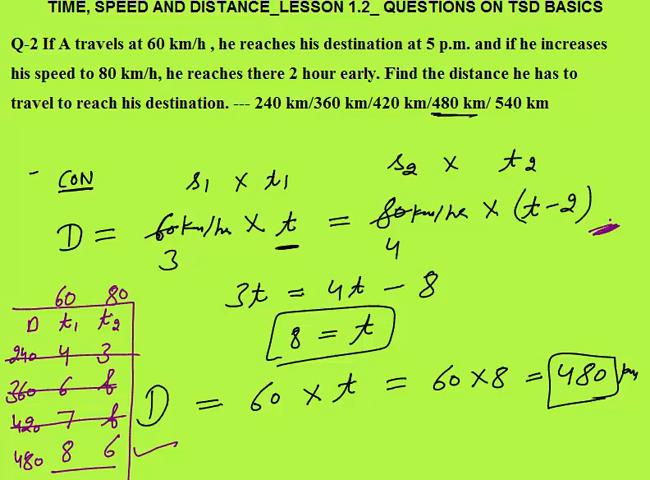 TIME, SPEED AND DISTANCE_LESSON 1.2_ QUESTIONS ON TSD BASICS
Q-2 If A travels at 60 km/h , he reaches his destination at 5 p.m. and if he increases
his speed to 80 km/h, he reaches there 2 hour early. Find the distance he has to
travel to reach his destination. --- 240 km/360 km/420 km/480 km/ 540 km
CON s1 x t1 s2 x t2
D = 60km/hr x t = 80km/hr x (t-2)
3 4
3t = 4t - 8
8 = t
D = 60 x t = 60x8 = 480 km
60 80
D t1 t2
240 4 3
360 6
420 7
480 8 6